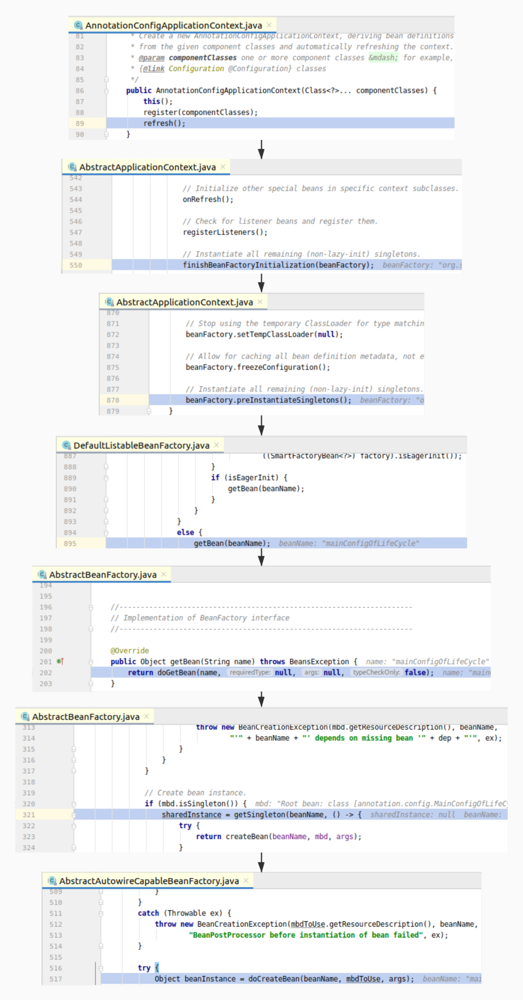 AnnotationConfigApplicationContext.java ×
81 * Create a new AnnotationConfigApplicationContext, deriving bean definitions
82 * from the given component classes and automatically refreshing the context.
83 * @param componentClasses one or more component classes &mdash; for example,
84 * {@link Configuration @Configuration} classes
85 */
86 public AnnotationConfigApplicationContext(Class<?>... componentClasses) {
87 this();
88 register(componentClasses);
89 refresh();
90 }
AbstractApplicationContext.java ×
542
543 // Initialize other special beans in specific context subclasses.
544 onRefresh();
545
546 // Check for listener beans and register them.
547 registerListeners();
548
549 // Instantiate all remaining (non-lazy-init) singletons.
550 finishBeanFactoryInitialization(beanFactory); beanFactory: "org.s
AbstractApplicationContext.java ×
870
871 // Stop using the temporary ClassLoader for type matchin
872 beanFactory.setTempClassLoader(null);
873
874 // Allow for caching all bean definition metadata, not e
875 beanFactory.freezeConfiguration();
876
877 // Instantiate all remaining (non-lazy-init) singletons.
878 beanFactory.preInstantiateSingletons(); beanFactory: "o
879 }
DefaultListableBeanFactory.java ×
887 ((SmartFactoryBean<?>) factory).isEagerInit());
888 }
889 if (isEagerInit) {
890 getBean(beanName);
891 }
892 }
893 }
894 else {
895 getBean(beanName); beanName: "mainConfigOfLifeCycle"
AbstractBeanFactory.java ×
194
195
196 //---------------------------------------------------------------------
197 // Implementation of BeanFactory interface
198 //---------------------------------------------------------------------
199
200 @Override
201 public Object getBean(String name) throws BeansException { name: "mainConfigOfLifeCycle"
202 return doGetBean(name, requiredType: null, args: null, typeCheckOnly: false); name: "main
203 }
AbstractBeanFactory.java ×
313 throw new BeanCreationException(mbd.getResourceDescription(), beanName,
314 "'" + beanName + "' depends on missing bean '" + dep + "'", ex);
315 }
316 }
317 }
318
319 // Create bean instance.
320 if (mbd.isSingleton()) { mbd: "Root bean: class [annotation.config.MainConfigOfLifeCy
321 sharedInstance = getSingleton(beanName, () -> { sharedInstance: null beanName:
322 try {
323 return createBean(beanName, mbd, args);
324 }
AbstractAutowireCapableBeanFactory.java ×
509 }
510 }
511 catch (Throwable ex) {
512 throw new BeanCreationException(mbdToUse.getResourceDescription(), beanName,
513 "BeanPostProcessor before instantiation of bean failed", ex);
514 }
515
516 try {
517 Object beanInstance = doCreateBean(beanName, mbdToUse, args); beanName: "mai